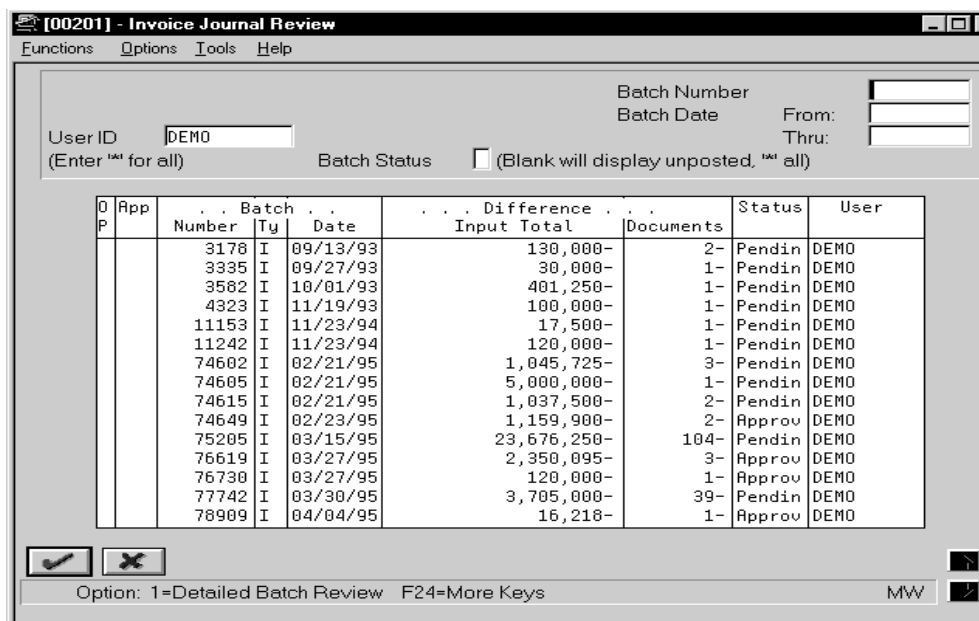 [00201] - Invoice Journal Review
Functions Options Tools Help
Batch Number
Batch Date From:
User ID DEMO Thru:
(Enter '*' for all) Batch Status (Blank will display unposted, '*' all)
O App . . Batch . . . . . Difference . . . Status User
P Number Ty Date Input Total Documents
3178 I 09/13/93 130,000- 2- Pendin DEMO
3335 I 09/27/93 30,000- 1- Pendin DEMO
3582 I 10/01/93 401,250- 1- Pendin DEMO
4323 I 11/19/93 100,000- 1- Pendin DEMO
11153 I 11/23/94 17,500- 1- Pendin DEMO
11242 I 11/23/94 120,000- 1- Pendin DEMO
74602 I 02/21/95 1,045,725- 3- Pendin DEMO
74605 I 02/21/95 5,000,000- 1- Pendin DEMO
74615 I 02/21/95 1,037,500- 2- Pendin DEMO
74649 I 02/23/95 1,159,900- 2- Approv DEMO
75205 I 03/15/95 23,676,250- 104- Pendin DEMO
76619 I 03/27/95 2,350,095- 3- Approv DEMO
76730 I 03/27/95 120,000- 1- Approv DEMO
77742 I 03/30/95 3,705,000- 39- Pendin DEMO
78909 I 04/04/95 16,218- 1- Approv DEMO
Option: 1=Detailed Batch Review F24=More Keys MW